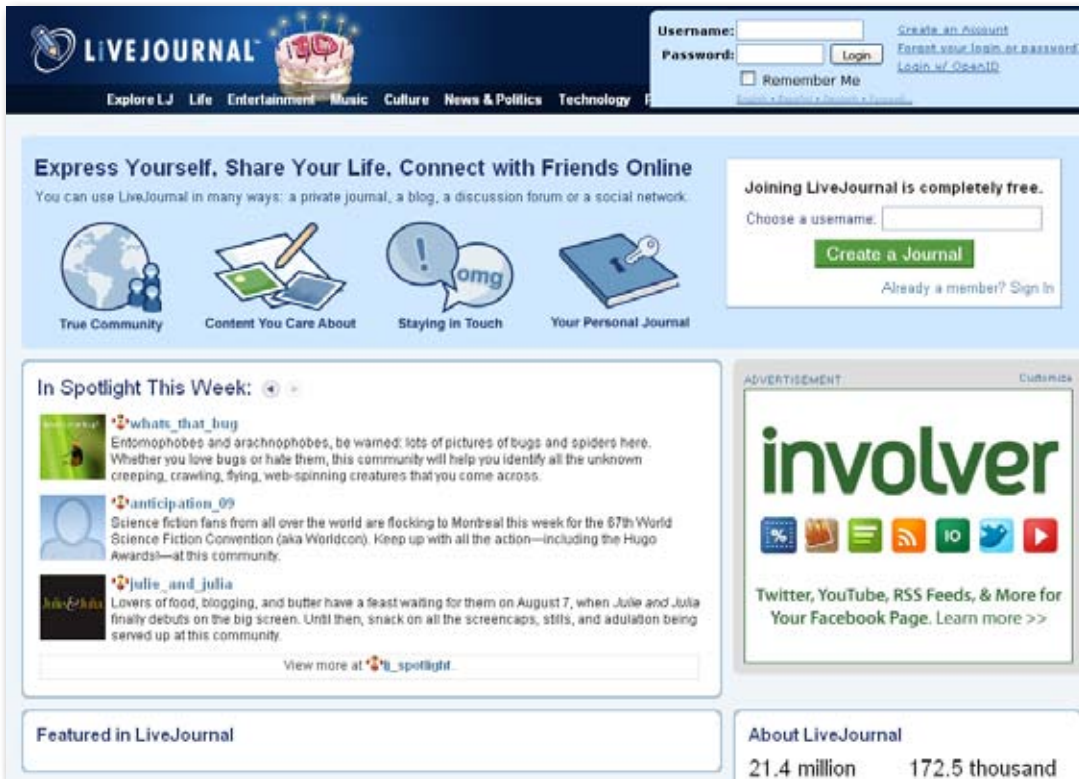 LiVEJOURNAL™
Username:
Password:
Login
Remember Me
Create an Account
Forgot your login or password
Login w/ OpenID
Explore LJ Life Entertainment Music Culture News & Politics Technology
Express Yourself, Share Your Life, Connect with Friends Online
You can use LiveJournal in many ways: a private journal, a blog, a discussion forum or a social network.
omg
True Community
Content You Care About
Staying in Touch
Your Personal Journal
Joining LiveJournal is completely free.
Choose a username:
Create a Journal
Already a member? Sign In
In Spotlight This Week:
whats_that_bug
Entomophobes and arachnophobes, be warned: lots of pictures of bugs and spiders here.
Whether you love bugs or hate them, this community will help you identify all the unknown
creeping, crawling, flying, web-spinning creatures that you come across.
anticipation_09
Science fiction fans from all over the world are flocking to Montreal this week for the 67th World
Science Fiction Convention (aka Worldcon). Keep up with all the action—including the Hugo
Awards!—at this community.
Julie & Julia
julie_and_julia
Lovers of food, blogging, and butter have a feast waiting for them on August 7, when Julie and Julia
finally debuts on the big screen. Until then, snack on all the screencaps, stills, and adulation being
served up at this community.
View more at lj_spotlight.
ADVERTISEMENT
Customize
involver
%
IO
Twitter, YouTube, RSS Feeds, & More for
Your Facebook Page. Learn more >>
Featured in LiveJournal
About LiveJournal
21.4 million 172.5 thousand